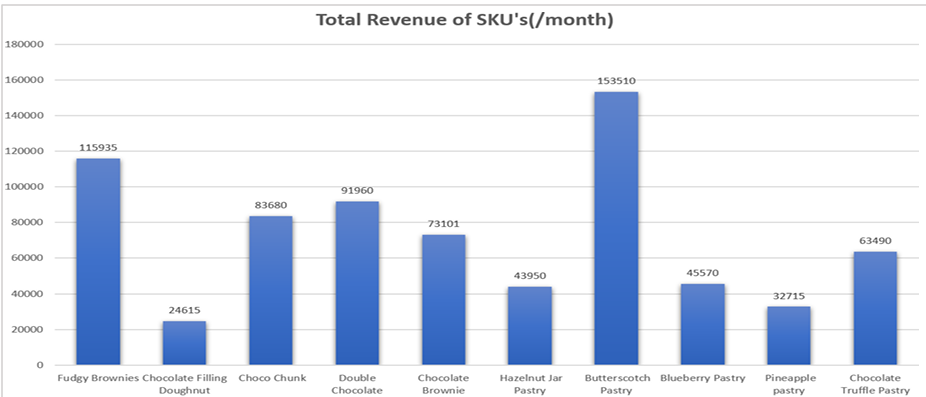 Total Revenue of SKU's(/month)
180000
160000
140000
120000
100000
80000
60000
40000
20000
0
115935
24615
83680
91960
73101
43950
153510
45570
32715
63490
Fudgy Brownies
Chocolate Filling
Doughnut
Choco Chunk
Double
Chocolate
Chocolate
Brownie
Hazelnut Jar
Pastry
Butterscotch
Pastry
Blueberry Pastry
Pineapple
pastry
Chocolate
Truffle Pastry